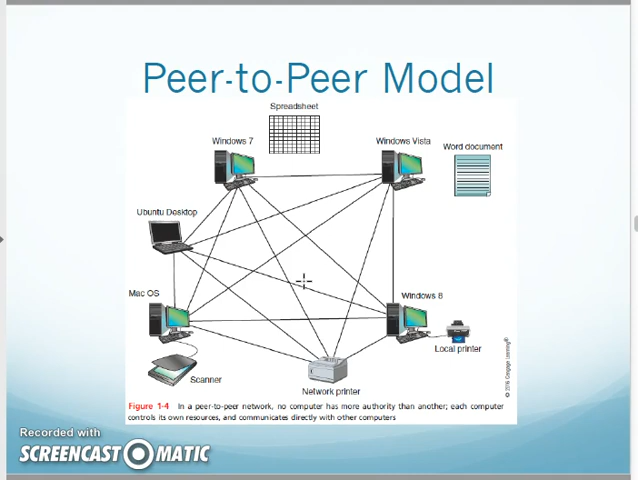 Peer-to-Peer Model
Spreadsheet
Windows 7
Windows Vista
Word document
Ubuntu Desktop
Mac OS
Windows 8
Local printer
Scanner
Network printer
© 2016 Cengage Learning®
Figure 1-4 In a peer-to-peer network, no computer has more authority than another; each computer
controls its own resources, and communicates directly with other computers
Recorded with
SCREENCAST-O-MATIC